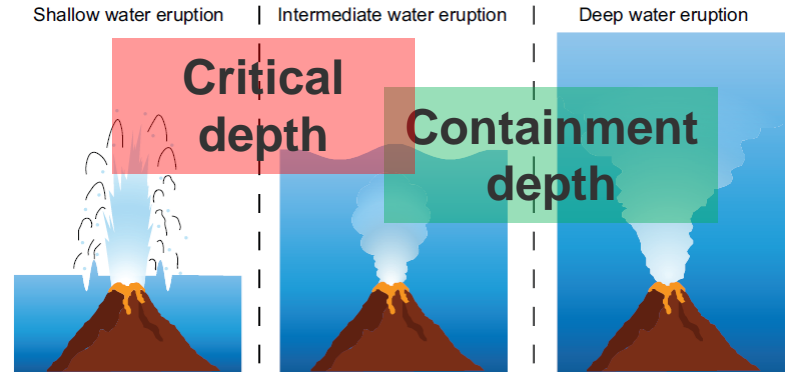 Shallow water eruption
Intermediate water eruption
Deep water eruption
Critical
depth
Containment
depth